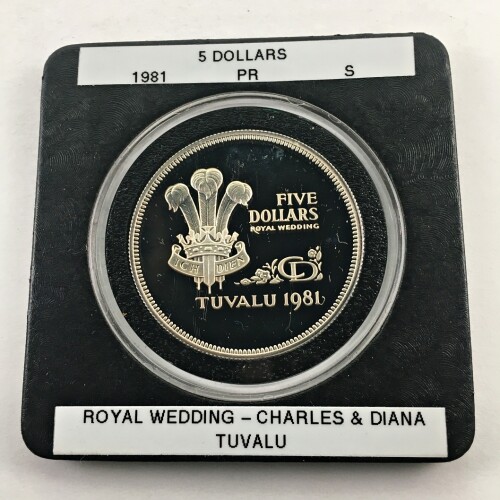 5 DOLLARS
1981 PR S
FIVE
DOLLARS
ROYAL WEDDING
ICH DIEN
CD
TUVALU 1981
ROYAL WEDDING – CHARLES & DIANA
TUVALU